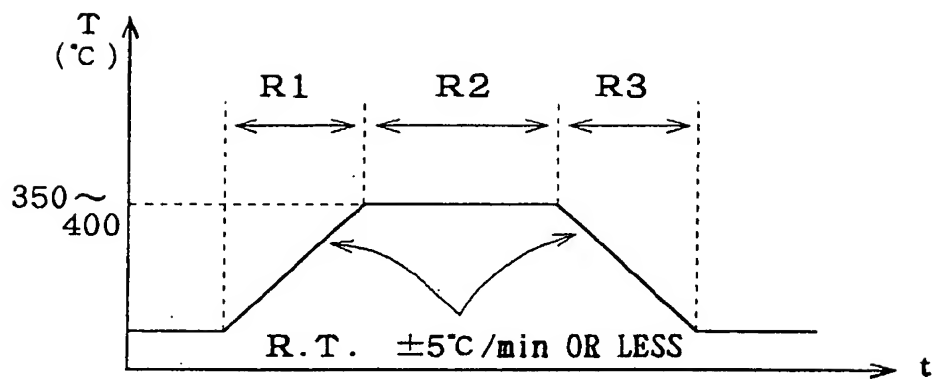 T
(°C)
R1 R2 R3
350~
400
R.T. ±5°C/min OR LESS
t